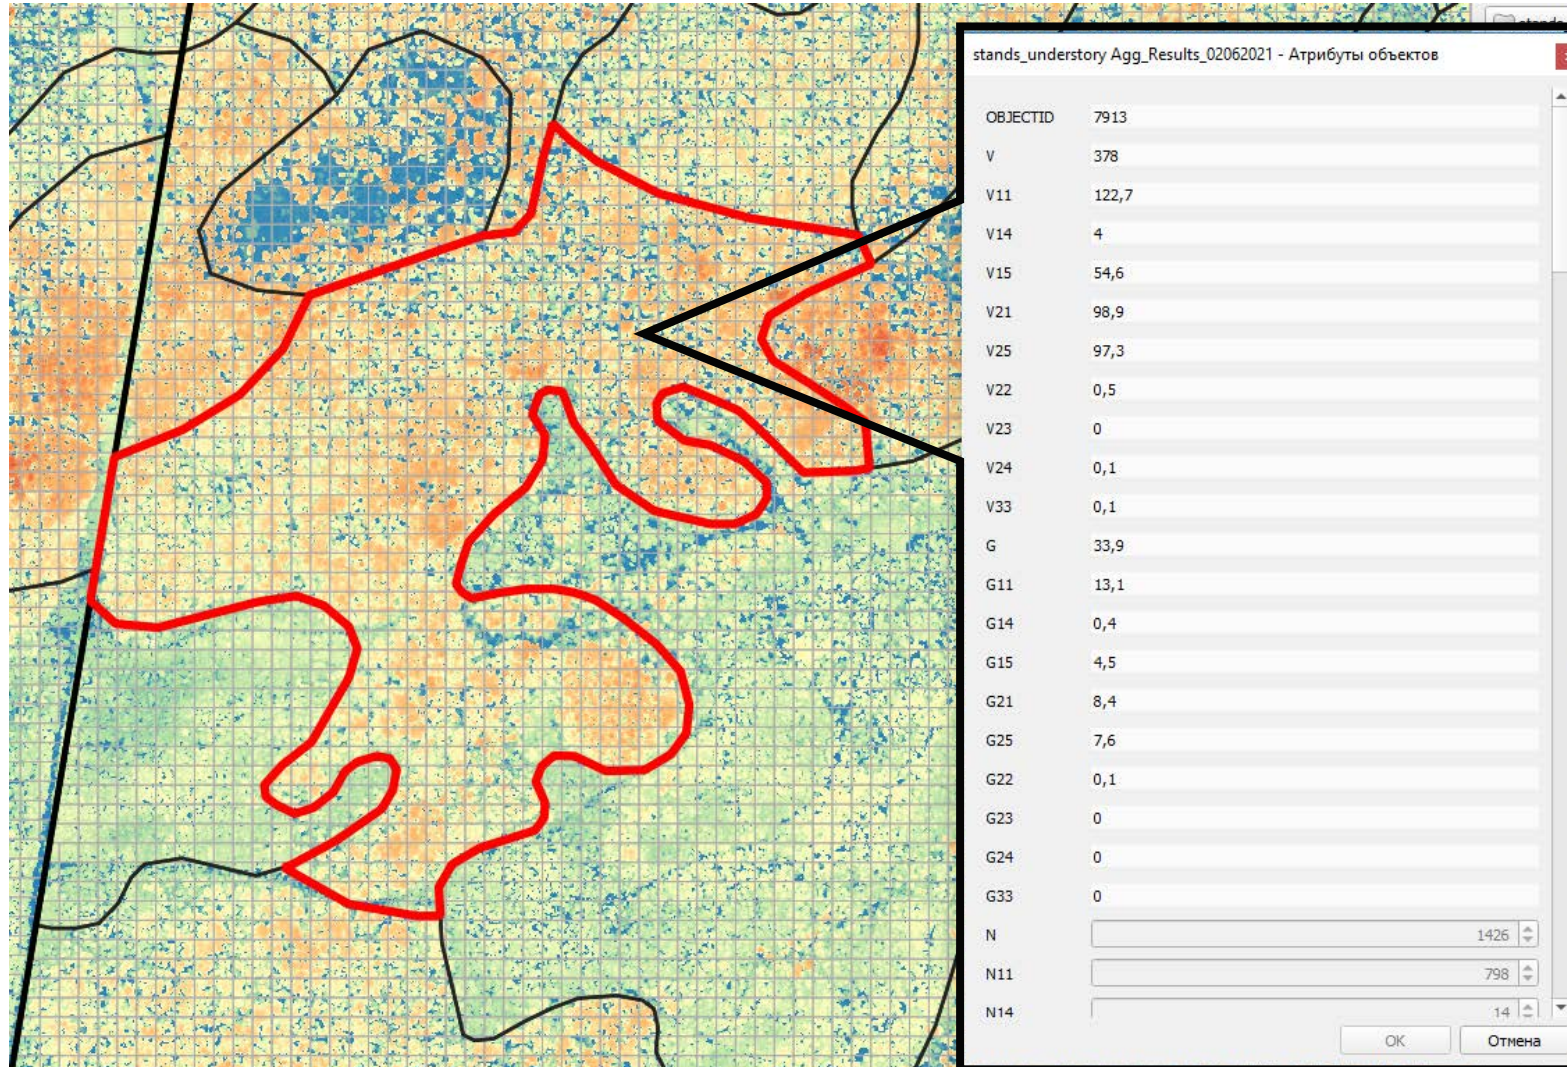 stands_understory Agg_Results_02062021 - Атрибуты объектов
OBJECTID 7913
V 378
V11 122,7
V14 4
V15 54,6
V21 98,9
V25 97,3
V22 0,5
V23 0
V24 0,1
V33 0,1
G 33,9
G11 13,1
G14 0,4
G15 4,5
G21 8,4
G25 7,6
G22 0,1
G23 0
G24 0
G33 0
N 1426
N11 798
N14 14
OK Отмена